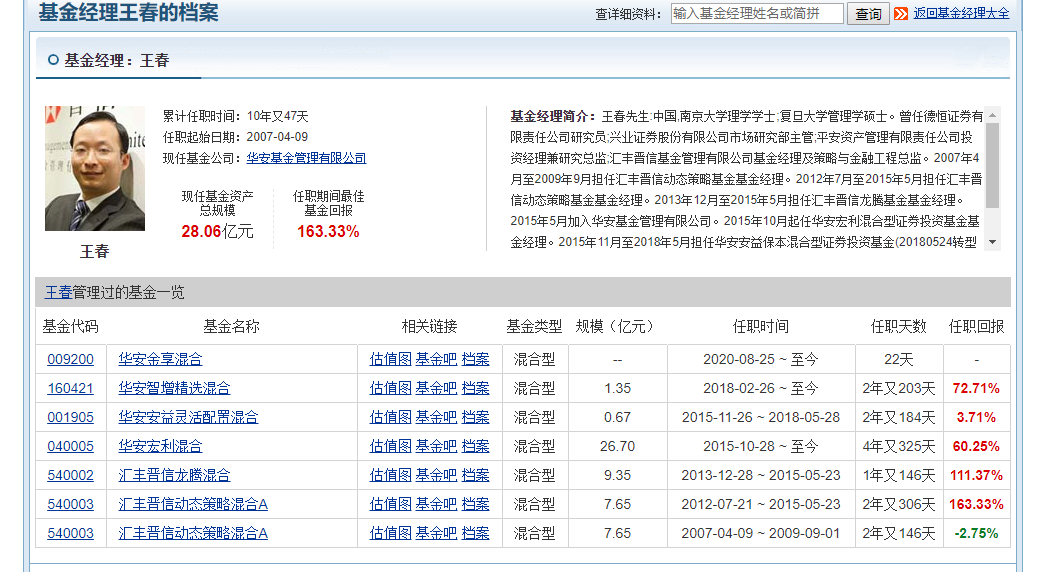 基金经理王春的档案
查详细资料： 输入基金经理姓名或简拼 查询 返回基金经理大全
基金经理：王春
累计任职时间：10年又47天
任职起始日期：2007-04-09
现任基金公司：华安基金管理有限公司
现任基金资产总规模
28.06亿元
任职期间最佳基金回报
163.33%
王春
基金经理简介：王春先生:中国,南京大学理学学士;复旦大学管理学硕士。曾任德恒证券有
限责任公司研究员;兴业证券股份有限公司市场研究部主管;平安资产管理有限责任公司投
资经理兼研究总监;汇丰晋信基金管理有限公司基金经理及策略与金融工程总监。2007年4
月至2009年9月担任汇丰晋信动态策略基金基金经理。2012年7月至2015年5月担任汇丰晋
信动态策略基金基金经理。2013年12月至2015年5月担任汇丰晋信龙腾基金基金经理。
2015年5月加入华安基金管理有限公司。2015年10月起任华安宏利混合型证券投资基金基
金经理。2015年11月至2018年5月担任华安安益保本混合型证券投资基金(20180524转型
王春管理过的基金一览
基金代码 基金名称 相关链接 基金类型 规模（亿元） 任职时间 任职天数 任职回报
009200 华安金享混合 估值图 基金吧 档案 混合型 -- 2020-08-25 ~ 至今 22天 -
160421 华安智增精选混合 估值图 基金吧 档案 混合型 1.35 2018-02-26 ~ 至今 2年又203天 72.71%
001905 华安安益灵活配置混合 估值图 基金吧 档案 混合型 0.67 2015-11-26 ~ 2018-05-28 2年又184天 3.71%
040005 华安宏利混合 估值图 基金吧 档案 混合型 26.70 2015-10-28 ~ 至今 4年又325天 60.25%
540002 汇丰晋信龙腾混合 估值图 基金吧 档案 混合型 9.35 2013-12-28 ~ 2015-05-23 1年又146天 111.37%
540003 汇丰晋信动态策略混合A 估值图 基金吧 档案 混合型 7.65 2012-07-21 ~ 2015-05-23 2年又306天 163.33%
540003 汇丰晋信动态策略混合A 估值图 基金吧 档案 混合型 7.65 2007-04-09 ~ 2009-09-01 2年又146天 -2.75%